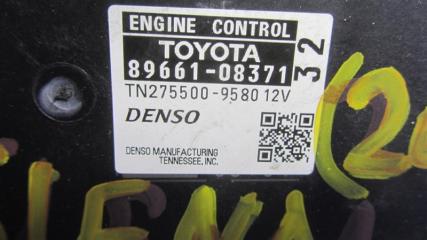 ENGINE CONTROL
TOYOTA
89661-08371
32
TN275500-9580 12V
DENSO
DENSO MANUFACTURING
TENNESSEE, INC.